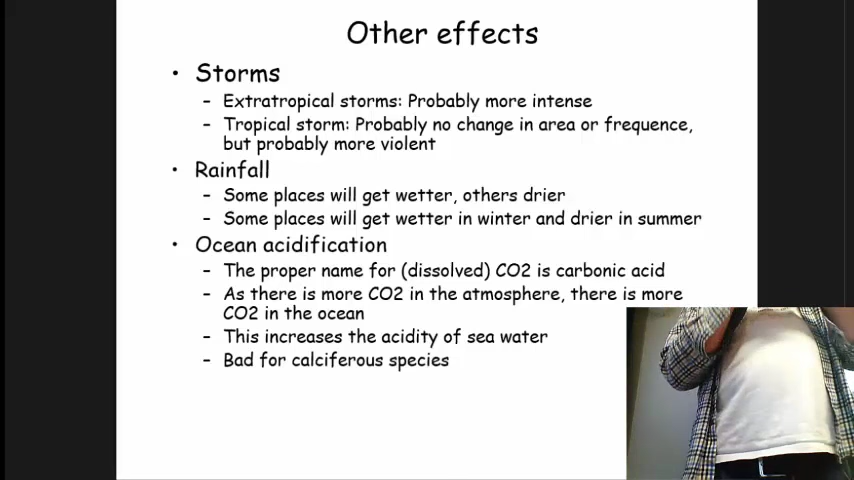 Other effects
• Storms
– Extratropical storms: Probably more intense
– Tropical storm: Probably no change in area or frequence,
but probably more violent
• Rainfall
– Some places will get wetter, others drier
– Some places will get wetter in winter and drier in summer
• Ocean acidification
– The proper name for (dissolved) CO2 is carbonic acid
– As there is more CO2 in the atmosphere, there is more
CO2 in the ocean
– This increases the acidity of sea water
– Bad for calciferous species